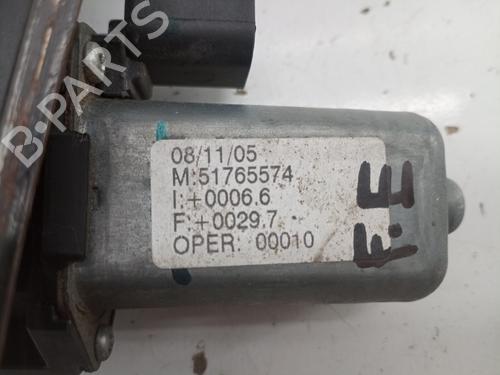 B-PARTS
08/11/05
M:51765574
I:+0006.6
F:+0029.7
OPER: 00010
F.E